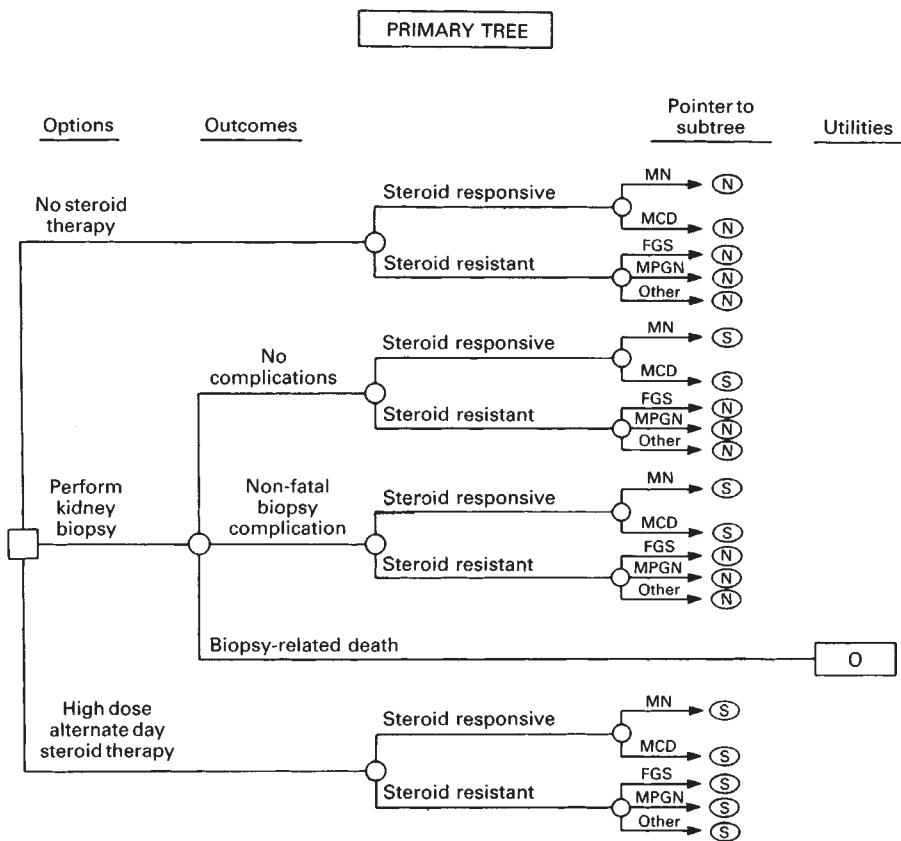 PRIMARY TREE
Options
Outcomes
Pointer to
subtree
Utilities
No steroid
therapy
Steroid responsive
MN
N
MCD
N
Steroid resistant
FGS
N
MPGN
N
Other
N
No
complications
Steroid responsive
MN
S
MCD
S
Steroid resistant
FGS
N
MPGN
N
Other
N
Perform
kidney
biopsy
Non-fatal
biopsy
complication
Steroid responsive
MN
S
MCD
S
Steroid resistant
FGS
N
MPGN
N
Other
N
Biopsy-related death
0
High dose
alternate day
steroid therapy
Steroid responsive
MN
S
MCD
S
Steroid resistant
FGS
S
MPGN
S
Other
S